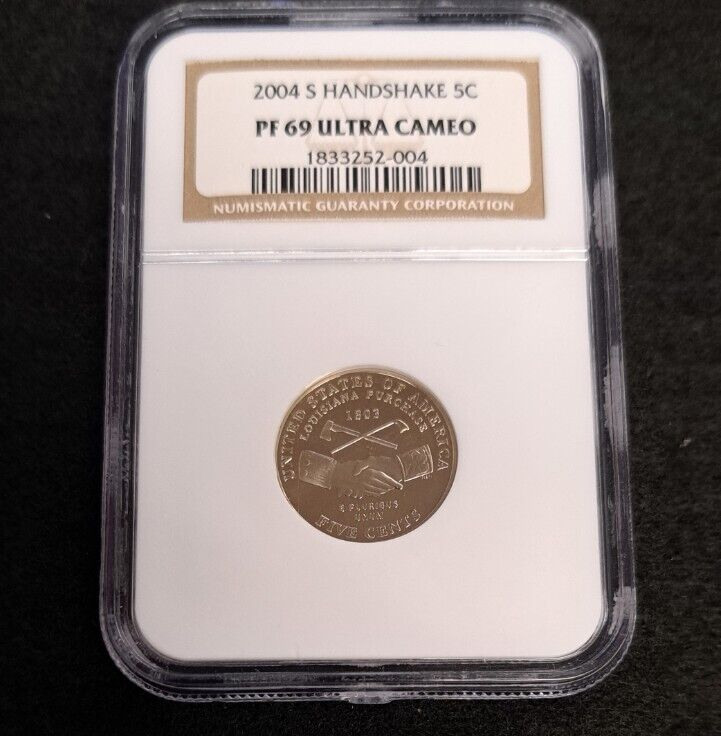 2004 S HANDSHAKE 5C
PF 69 ULTRA CAMEO
1833252-004
NUMISMATIC GUARANTY CORPORATION
UNITED STATES OF AMERICA
LOUISIANA PURCHASE
1803
E PLURIBUS
UNUM
FIVE CENTS